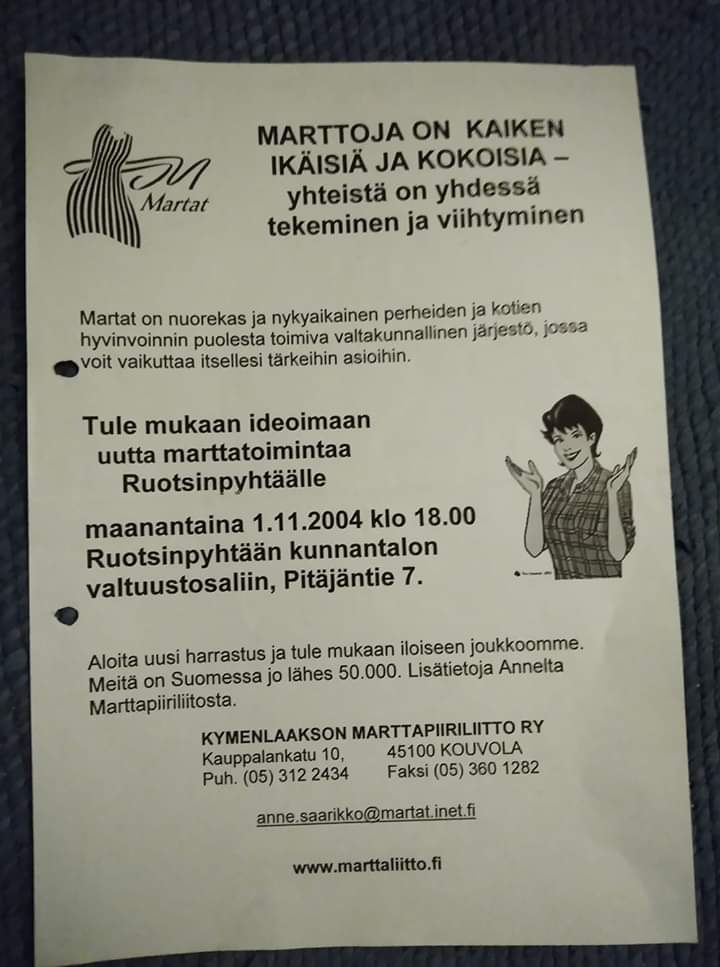 Martat
MARTTOJA ON KAIKEN
IKÄISIÄ JA KOKOISIA –
yhteistä on yhdessä
tekeminen ja viihtyminen
Martat on nuorekas ja nykyaikainen perheiden ja kotien
hyvinvoinnin puolesta toimiva valtakunnallinen järjestö, jossa
voit vaikuttaa itsellesi tärkeihin asioihin.
Tule mukaan ideoimaan
uutta marttatoimintaa
Ruotsinpyhtäälle
maanantaina 1.11.2004 klo 18.00
Ruotsinpyhtään kunnantalon
valtuustosaliin, Pitäjäntie 7.
Aloita uusi harrastus ja tule mukaan iloiseen joukkoomme.
Meitä on Suomessa jo lähes 50.000. Lisätietoja Annelta
Marttapiiriliitosta.
KYMENLAAKSON MARTTAPIIRILIITTO RY
Kauppalankatu 10, 45100 KOUVOLA
Puh. (05) 312 2434 Faksi (05) 360 1282
anne.saarikko@martat.inet.fi
www.marttaliitto.fi